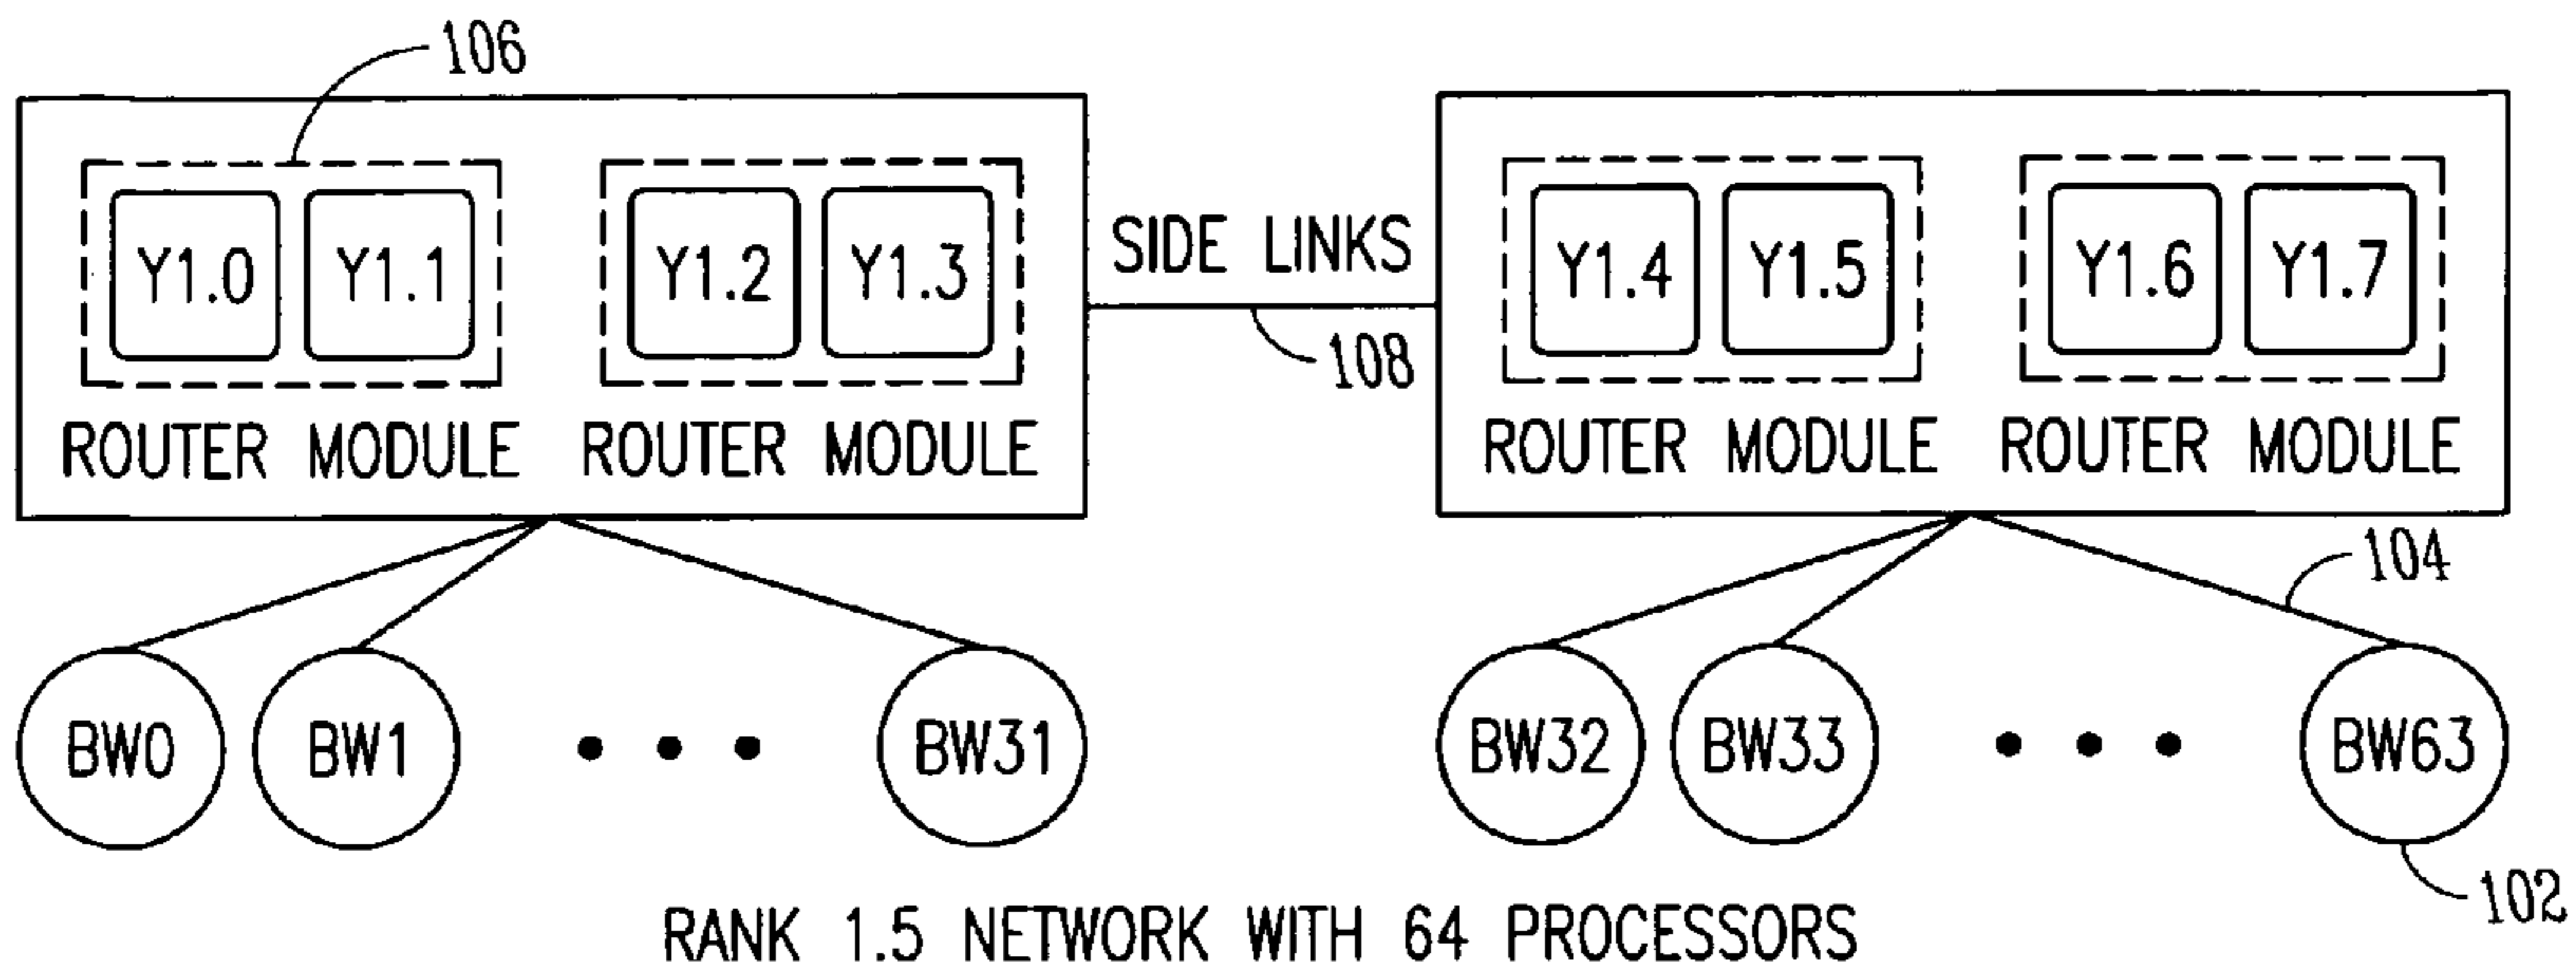 106
Y1.0 Y1.1 Y1.2 Y1.3 SIDE LINKS Y1.4 Y1.5 Y1.6 Y1.7
108
ROUTER MODULE ROUTER MODULE ROUTER MODULE ROUTER MODULE
104
BW0 BW1 BW31 BW32 BW33 BW63
102
RANK 1.5 NETWORK WITH 64 PROCESSORS